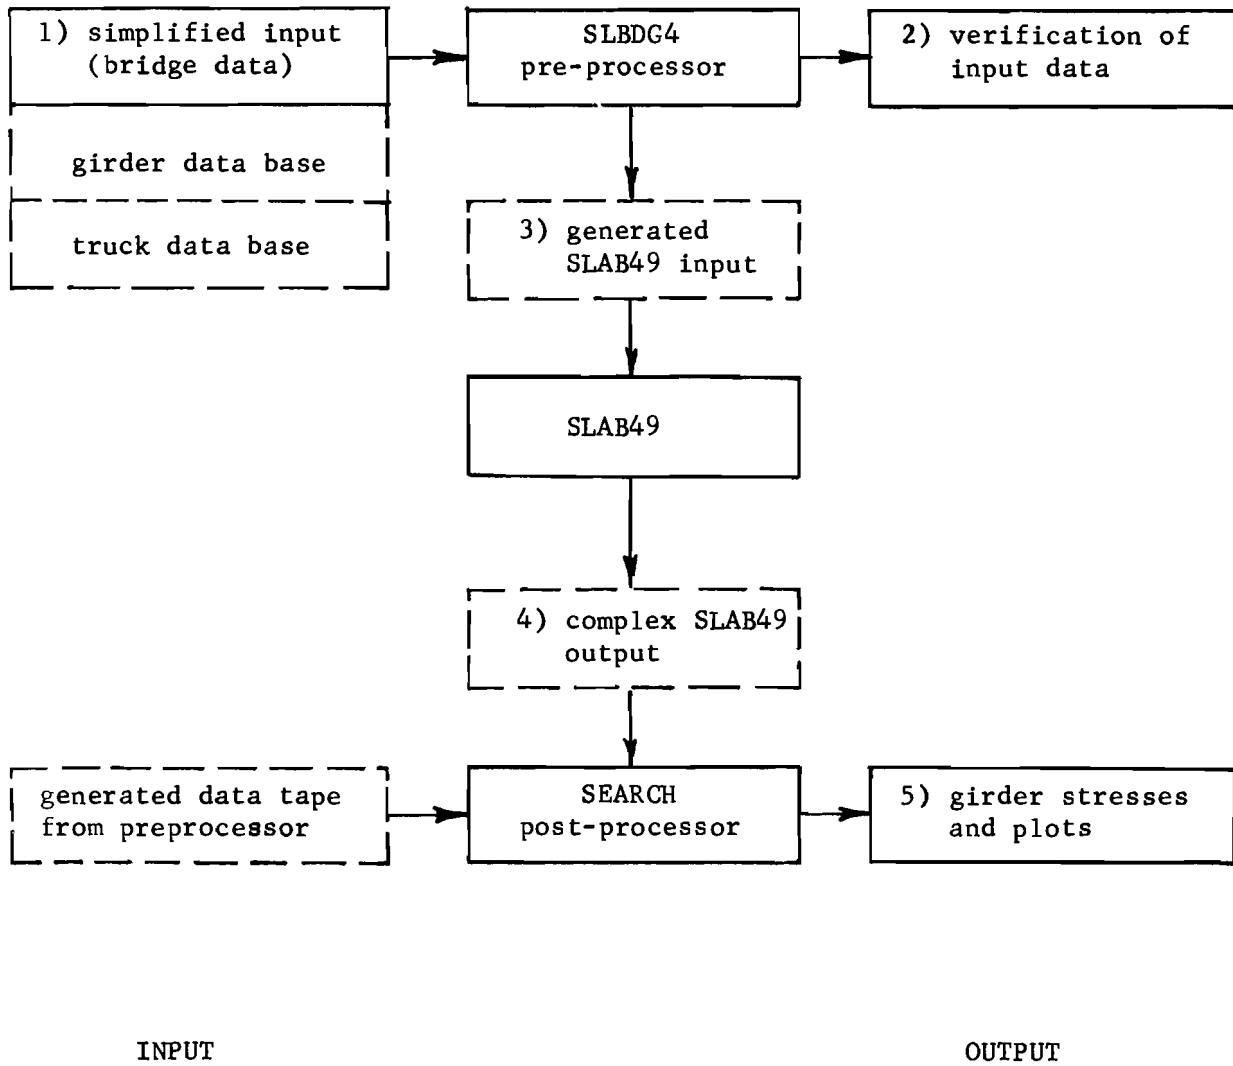 1) simplified input
(bridge data)
SLBDG4
pre-processor
2) verification of
input data
girder data base
truck data base
3) generated
SLAB49 input
SLAB49
4) complex SLAB49
output
generated data tape
from preprocessor
SEARCH
post-processor
5) girder stresses
and plots
INPUT
OUTPUT